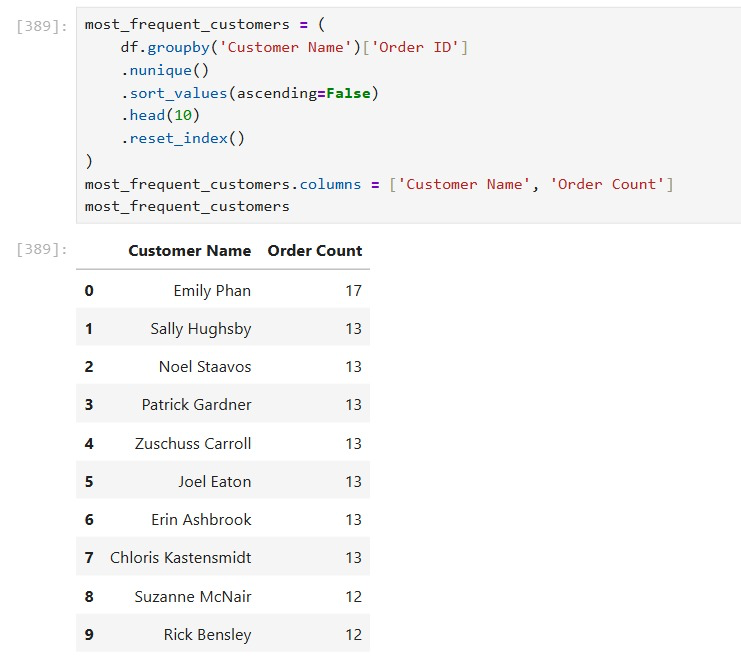 [389]: most_frequent_customers = (
df.groupby('Customer Name')['Order ID']
.nunique()
.sort_values(ascending=False)
.head(10)
.reset_index()
)
most_frequent_customers.columns = ['Customer Name', 'Order Count']
most_frequent_customers
[389]: Customer Name Order Count
0 Emily Phan 17
1 Sally Hughsby 13
2 Noel Staavos 13
3 Patrick Gardner 13
4 Zuschuss Carroll 13
5 Joel Eaton 13
6 Erin Ashbrook 13
7 Chloris Kastensmidt 13
8 Suzanne McNair 12
9 Rick Bensley 12